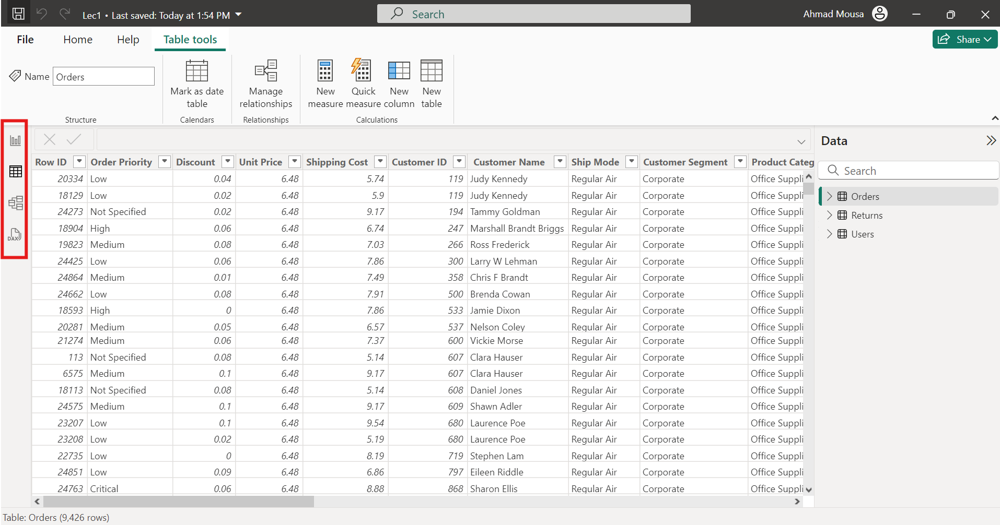 Lec1 • Last saved: Today at 1:54 PM
Search
Ahmad Mousa
File Home Help Table tools
Share
Name Orders
Mark as date table
Manage relationships
New measure
Quick measure
New column
New table
Structure Calendars Relationships Calculations
DAX
Row ID Order Priority Discount Unit Price Shipping Cost Customer ID Customer Name Ship Mode Customer Segment Product Categ
20334 Low 0.04 6.48 5.74 119 Judy Kennedy Regular Air Corporate Office Suppli
18129 Low 0.02 6.48 5.9 119 Judy Kennedy Regular Air Corporate Office Suppli
24273 Not Specified 0.02 6.48 9.17 194 Tammy Goldman Regular Air Corporate Office Suppli
18904 High 0.06 6.48 6.74 247 Marshall Brandt Briggs Regular Air Corporate Office Suppli
19823 Medium 0.08 6.48 7.03 266 Ross Frederick Regular Air Corporate Office Suppli
24425 Low 0.06 6.48 7.86 300 Larry W Lehman Regular Air Corporate Office Suppli
24864 Medium 0.01 6.48 7.49 358 Chris F Brandt Regular Air Corporate Office Suppli
24662 Low 0.08 6.48 7.91 500 Brenda Cowan Regular Air Corporate Office Suppli
18593 High 0 6.48 7.86 533 Jamie Dixon Regular Air Corporate Office Suppli
20281 Medium 0.05 6.48 6.57 537 Nelson Coley Regular Air Corporate Office Suppli
21274 Medium 0.06 6.48 7.37 600 Vickie Morse Regular Air Corporate Office Suppli
113 Not Specified 0.08 6.48 5.14 607 Clara Hauser Regular Air Corporate Office Suppli
6575 Medium 0.1 6.48 9.17 607 Clara Hauser Regular Air Corporate Office Suppli
18113 Not Specified 0.08 6.48 5.14 608 Daniel Jones Regular Air Corporate Office Suppli
24575 Medium 0.1 6.48 9.17 609 Shawn Adler Regular Air Corporate Office Suppli
23207 Low 0.1 6.48 9.54 680 Laurence Poe Regular Air Corporate Office Suppli
23208 Low 0.02 6.48 5.19 680 Laurence Poe Regular Air Corporate Office Suppli
22735 Low 0 6.48 8.19 719 Stephen Lam Regular Air Corporate Office Suppli
24851 Low 0.09 6.48 6.86 797 Eileen Riddle Regular Air Corporate Office Suppli
24763 Critical 0.06 6.48 8.88 868 Sharon Ellis Regular Air Corporate Office Suppli
Data
Search
Orders
Returns
Users
Table: Orders (9,426 rows)